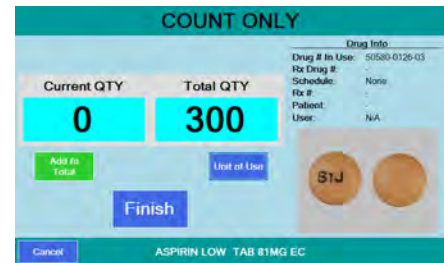 COUNT ONLY
Drug Info
Drug # In Use: 50580-0126-03
Rx Drug #: -
Schedule: None
Rx #: -
Patient: -
User: N/A
Current QTY
Total QTY
0
300
Add to
Total
Unit of Use
Finish
Cancel
ASPIRIN LOW TAB 81MG EC